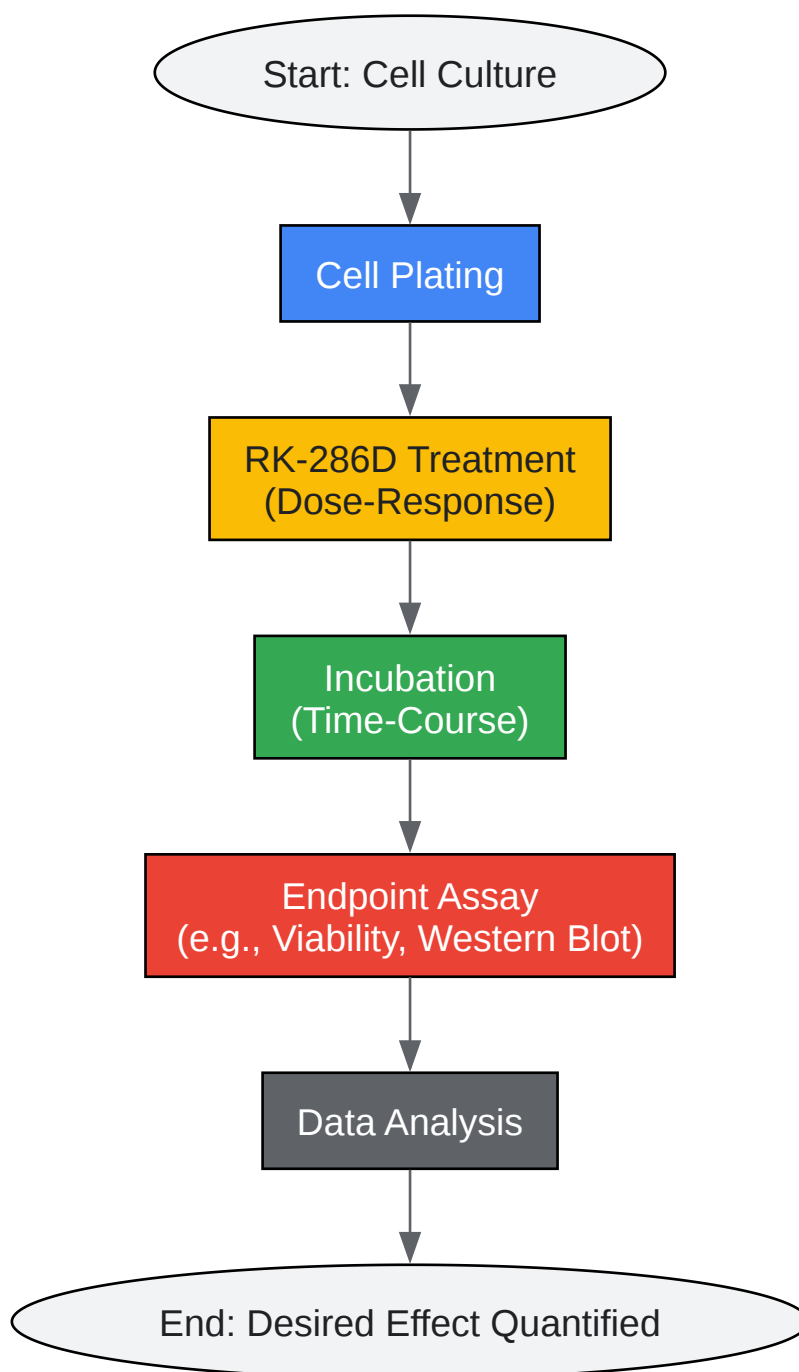 Start: Cell Culture
Cell Plating
RK-286D Treatment
(Dose-Response)
Incubation
(Time-Course)
Endpoint Assay
(e.g., Viability, Western Blot)
Data Analysis
End: Desired Effect Quantified